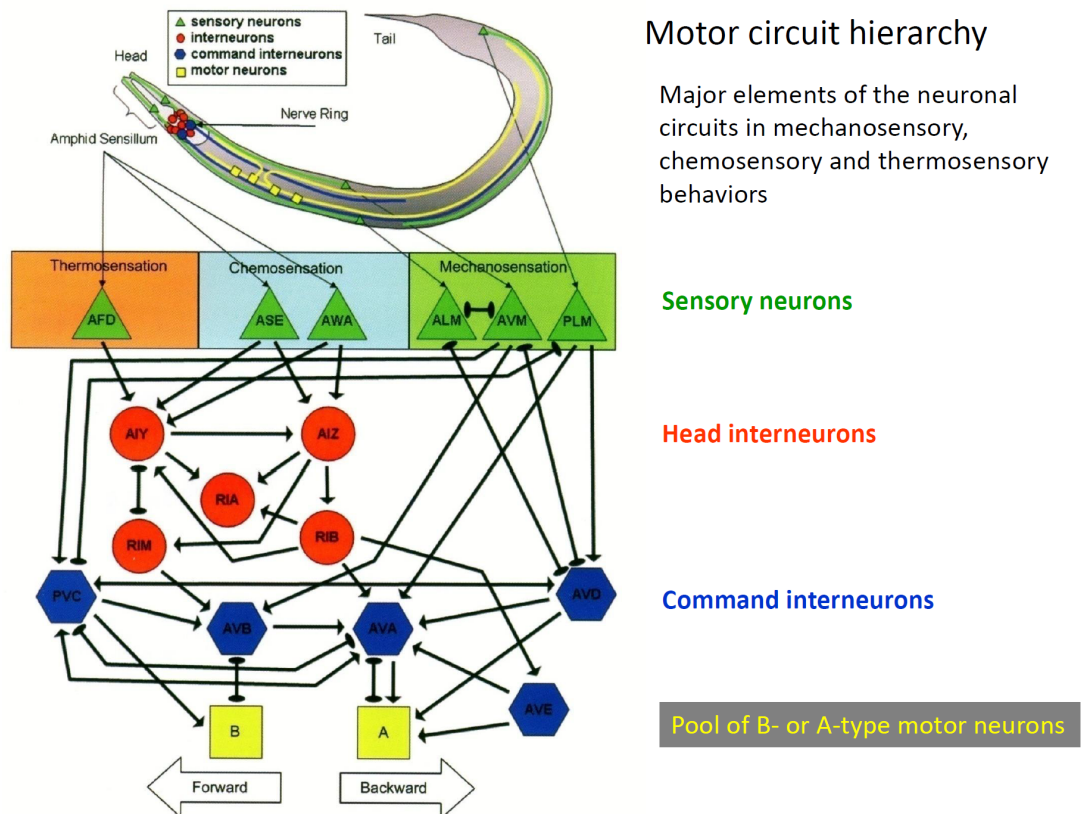 Motor circuit hierarchy
Major elements of the neuronal
circuits in mechanosensory,
chemosensory and thermosensory
behaviors
sensory neurons
interneurons
command interneurons
motor neurons
Tail
Head
Nerve Ring
Amphid Sensillum
Thermosensation
Chemosensation
Mechanosensation
AFD
ASE
AWA
ALM
AVM
PLM
Sensory neurons
AIY
AIZ
Head interneurons
RIA
RIM
RIB
PVC
AVD
Command interneurons
AVB
AVA
AVE
B
A
Pool of B- or A-type motor neurons
Forward
Backward